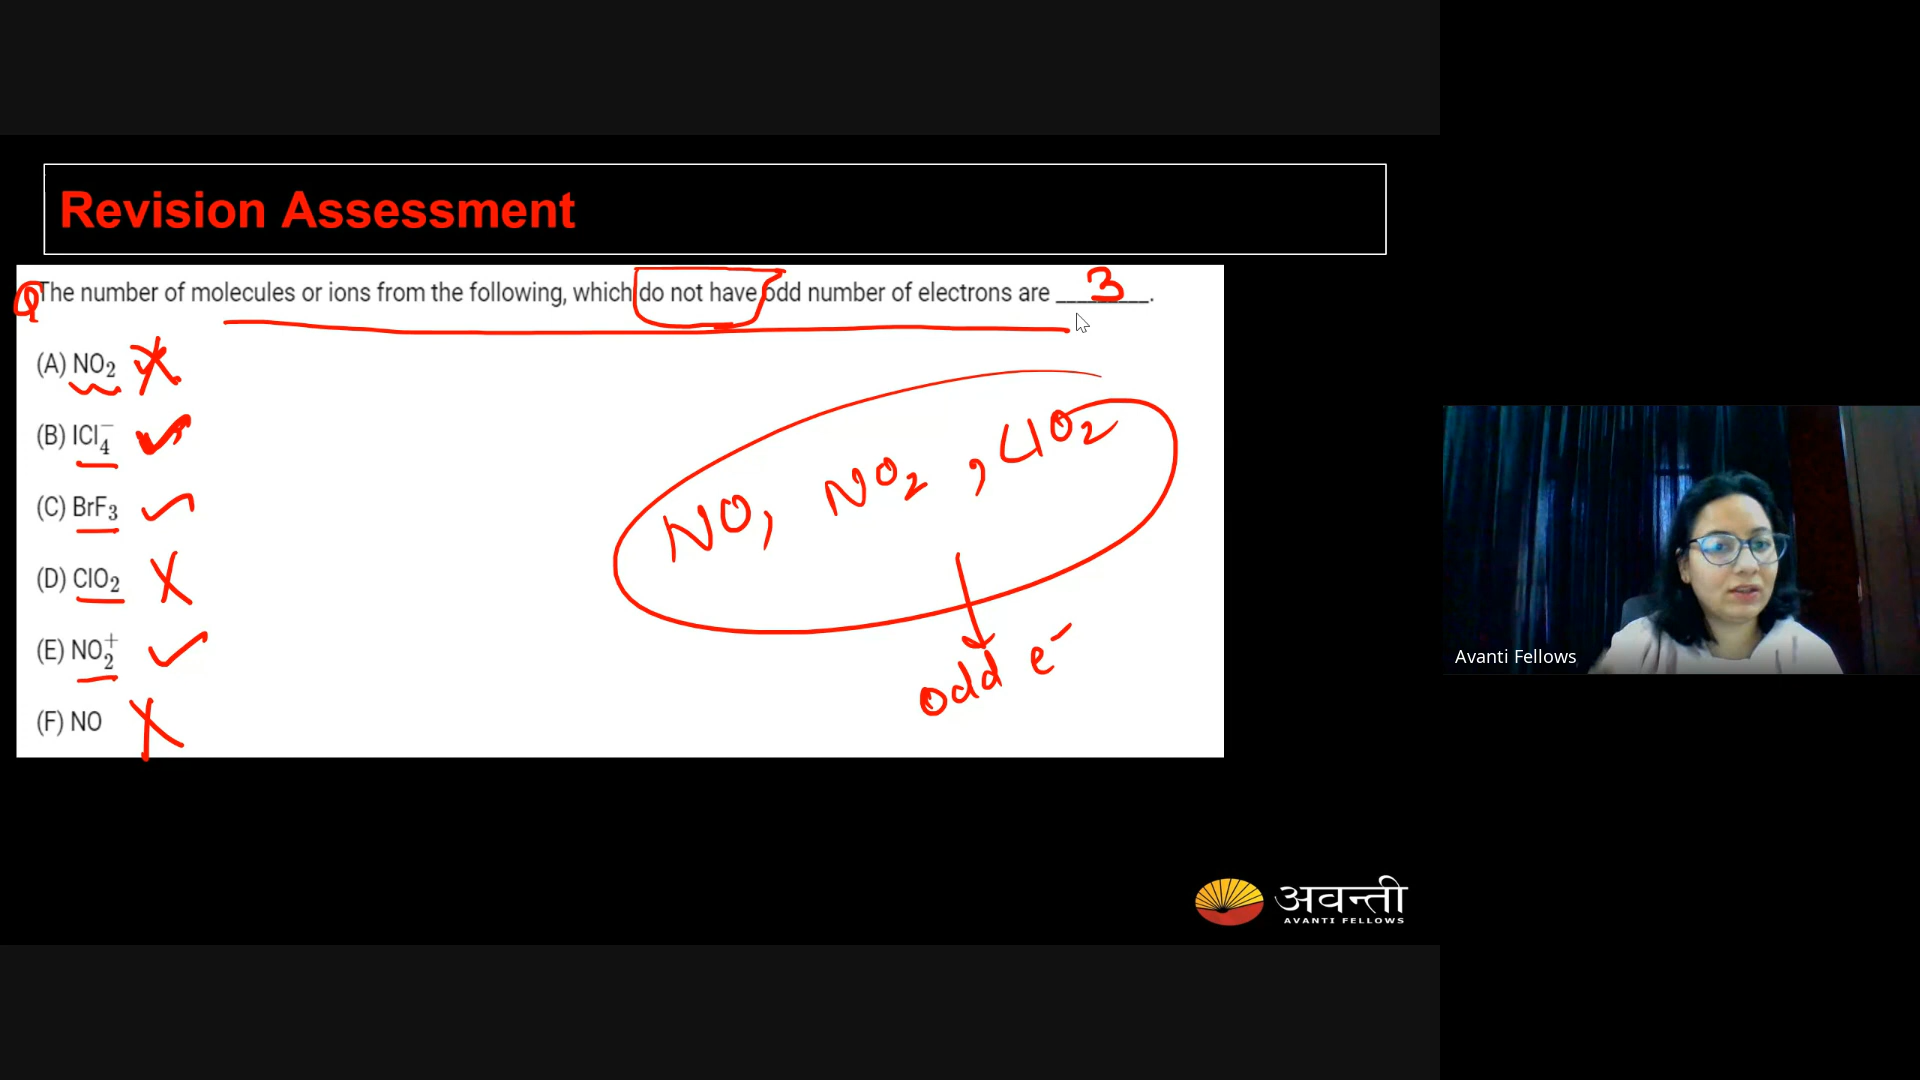 Revision Assessment
Q The number of molecules or ions from the following, which do not have odd number of electrons are ____3____.
(A) NO₂
(B) ICl₄⁻
(C) BrF₃
(D) ClO₂
(E) NO₂⁺
(F) NO
NO, NO₂, ClO₂
odd e⁻
Avanti Fellows
अवन्ती
AVANTI FELLOWS